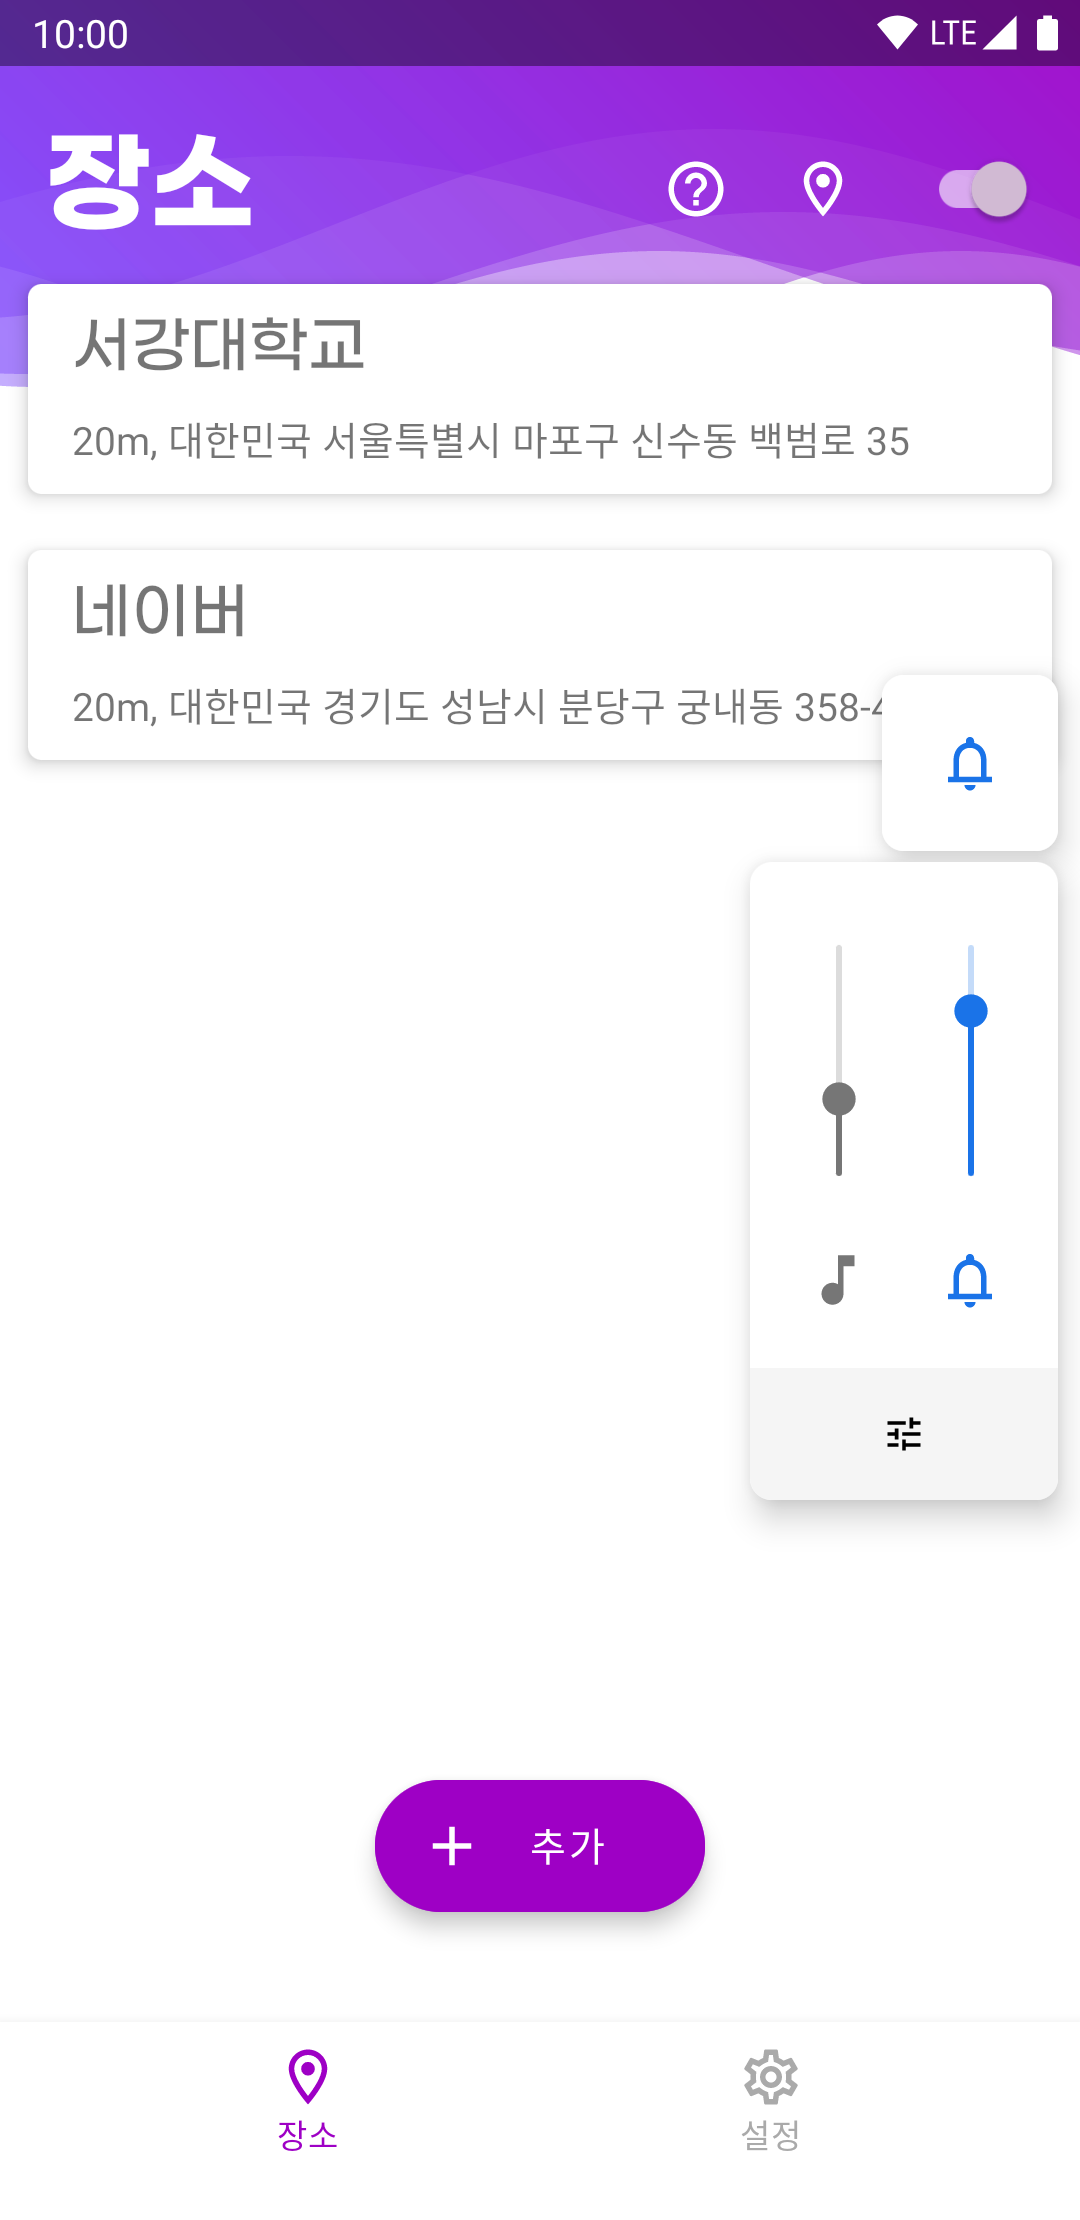 10:00 LTE
장소
서강대학교
20m, 대한민국 서울특별시 마포구 신수동 백범로 35
네이버
20m, 대한민국 경기도 성남시 분당구 궁내동 358-4
추가
장소 설정